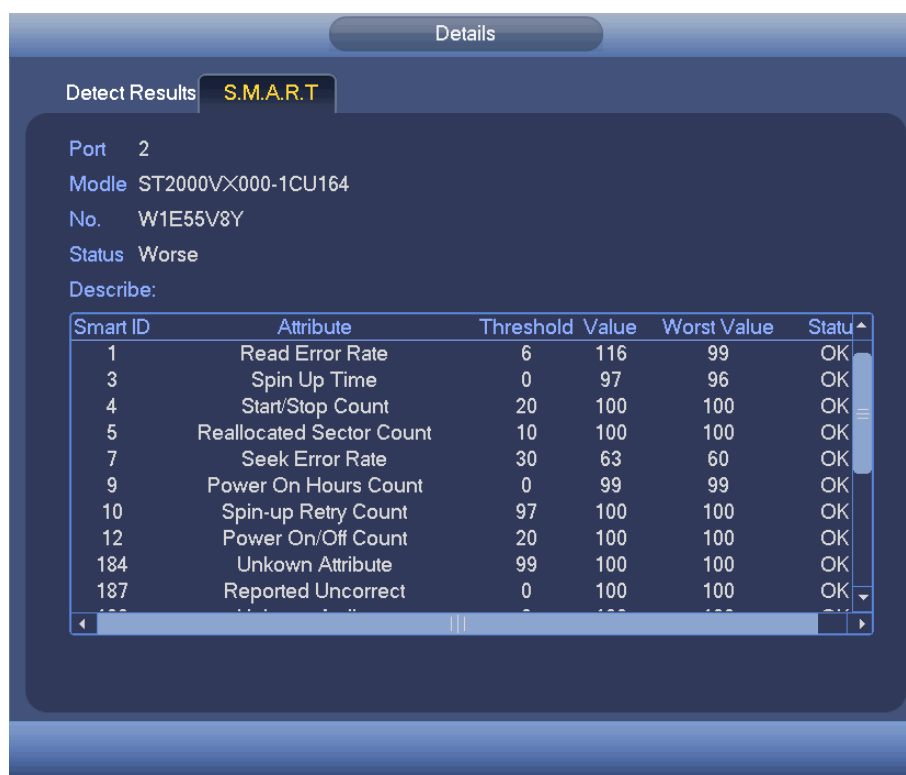 Details
Detect Results S.M.A.R.T
Port 2
Modle ST2000VX000-1CU164
No. W1E55V8Y
Status Worse
Describe:
Smart ID Attribute Threshold Value Worst Value Statu
1 Read Error Rate 6 116 99 OK
3 Spin Up Time 0 97 96 OK
4 Start/Stop Count 20 100 100 OK
5 Reallocated Sector Count 10 100 100 OK
7 Seek Error Rate 30 63 60 OK
9 Power On Hours Count 0 99 99 OK
10 Spin-up Retry Count 97 100 100 OK
12 Power On/Off Count 20 100 100 OK
184 Unkown Attribute 99 100 100 OK
187 Reported Uncorrect 0 100 100 OK